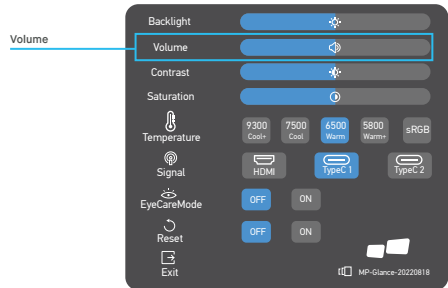 Volume
Backlight
Volume
Contrast
Saturation
Temperature
9300 Cool+
7500 Cool
6500 Warm
5800 Warm+
sRGB
Signal
HDMI
TypeC 1
TypeC 2
EyeCareMode
OFF
ON
Reset
OFF
ON
Exit
MP-Glance-20220818